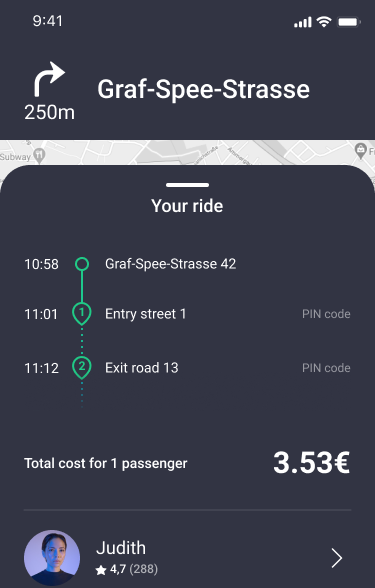 9:41
250m
Graf-Spee-Strasse
Subway
Your ride
10:58 Graf-Spee-Strasse 42
11:01 1 Entry street 1 PIN code
11:12 2 Exit road 13 PIN code
Total cost for 1 passenger 3.53€
Judith
4,7 (288)